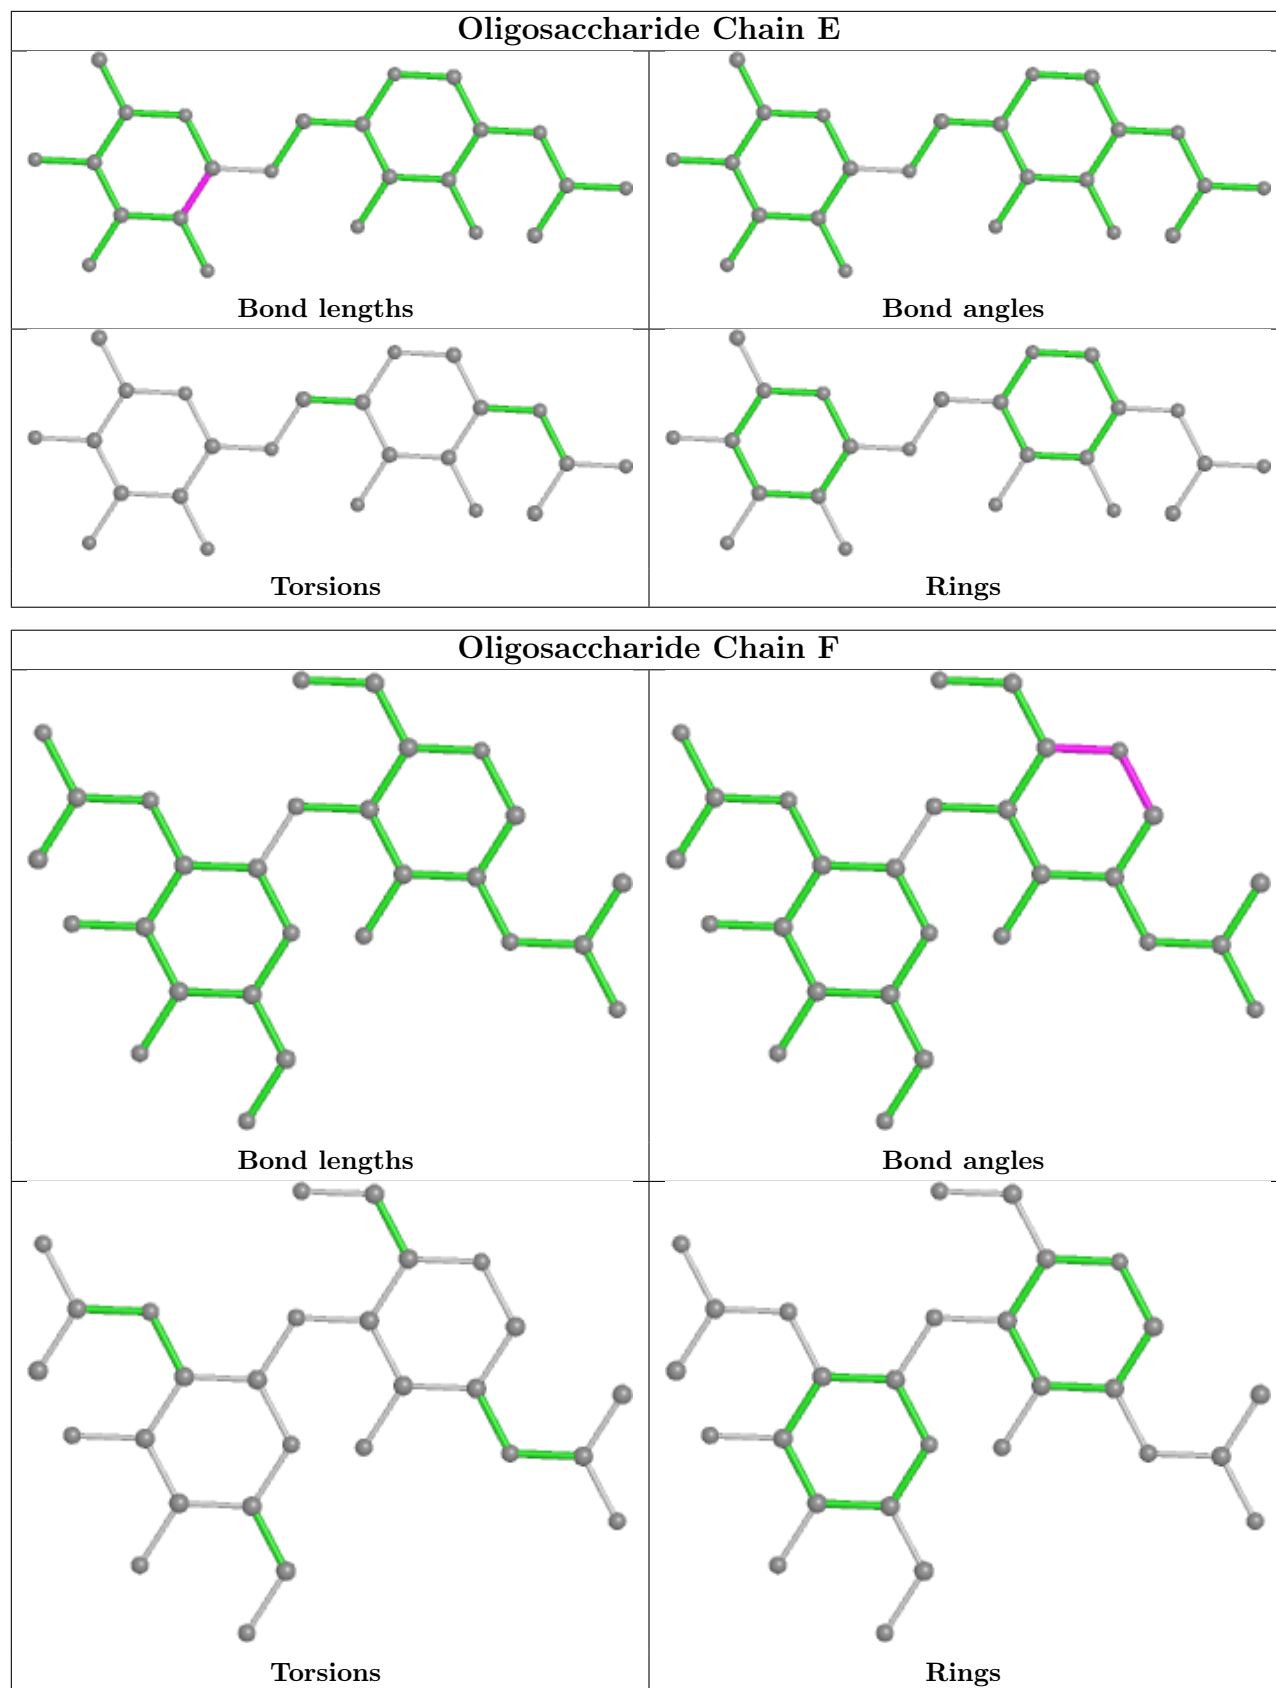 Oligosaccharide Chain E
Bond lengths
Bond angles
Torsions
Rings
Oligosaccharide Chain F
Bond lengths
Bond angles
Torsions
Rings